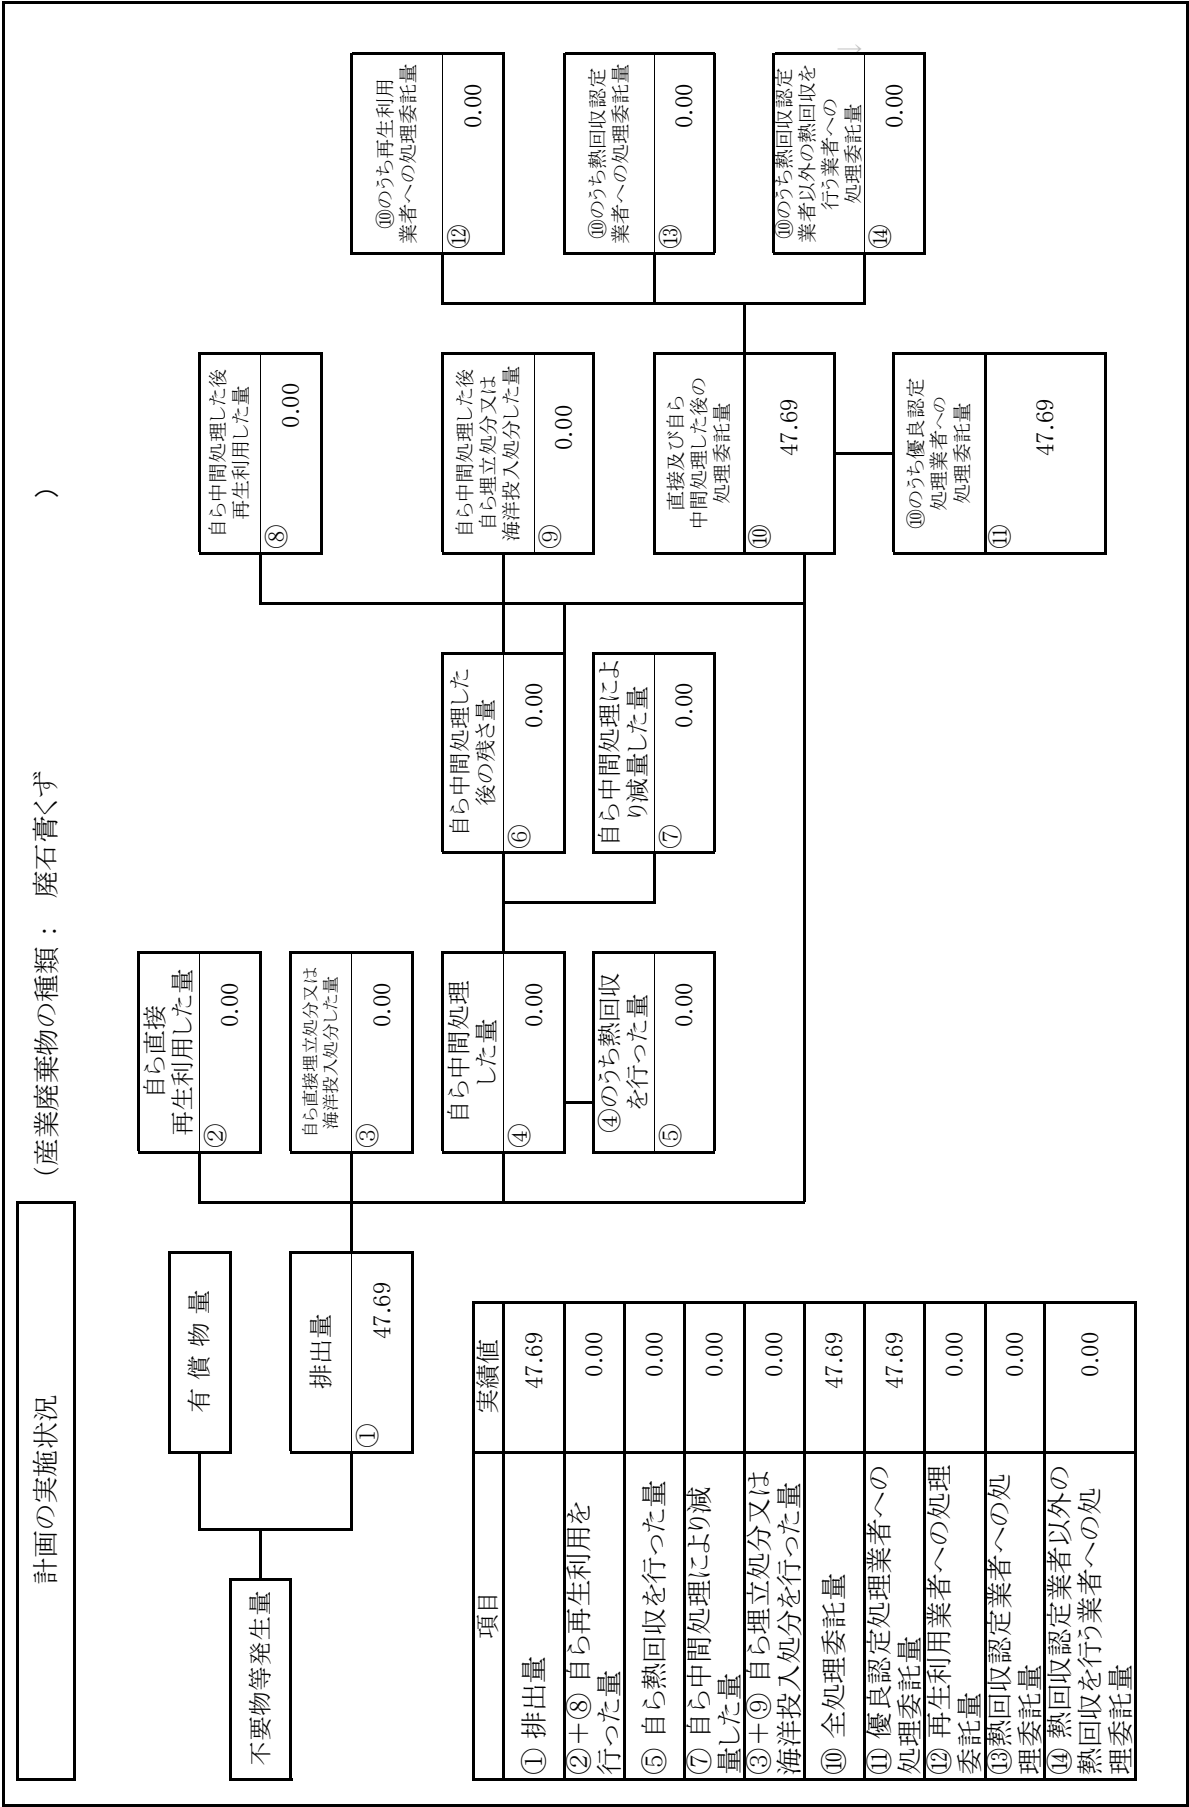 計画の実施状況
（産業廃棄物の種類： 廃石膏くず ）
不要物等発生量
有 償 物 量
排出量
① 47.69
自ら直接
再生利用した量
② 0.00
自ら直接埋立処分又は
海洋投入処分した量
③ 0.00
自ら中間処理
した量
④ 0.00
④のうち熱回収
を行った量
⑤ 0.00
自ら中間処理した
後の残さ量
⑥ 0.00
自ら中間処理によ
り減量した量
⑦ 0.00
自ら中間処理した後
再生利用した量
⑧ 0.00
自ら中間処理した後
自ら埋立処分又は
海洋投入処分した量
⑨ 0.00
直接及び自ら
中間処理した後の
処理委託量
⑩ 47.69
⑩のうち優良認定
処理業者への
処理委託量
⑪ 47.69
⑩のうち再生利用
業者への処理委託量
⑫ 0.00
⑩のうち熱回収認定
業者への処理委託量
⑬ 0.00
⑩のうち熱回収認定
業者以外の熱回収を
行う業者への
処理委託量
⑭ 0.00
↓
項目 実績値
① 排出量 47.69
②＋⑧ 自ら再生利用を
行った量 0.00
⑤ 自ら熱回収を行った量 0.00
⑦ 自ら中間処理により減
量した量 0.00
③＋⑨ 自ら埋立処分又は
海洋投入処分を行った量 0.00
⑩ 全処理委託量 47.69
⑪ 優良認定処理業者への
処理委託量 47.69
⑫ 再生利用業者への処理
委託量 0.00
⑬熱回収認定業者への処
理委託量 0.00
⑭ 熱回収認定業者以外の
熱回収を行う業者への処
理委託量 0.00